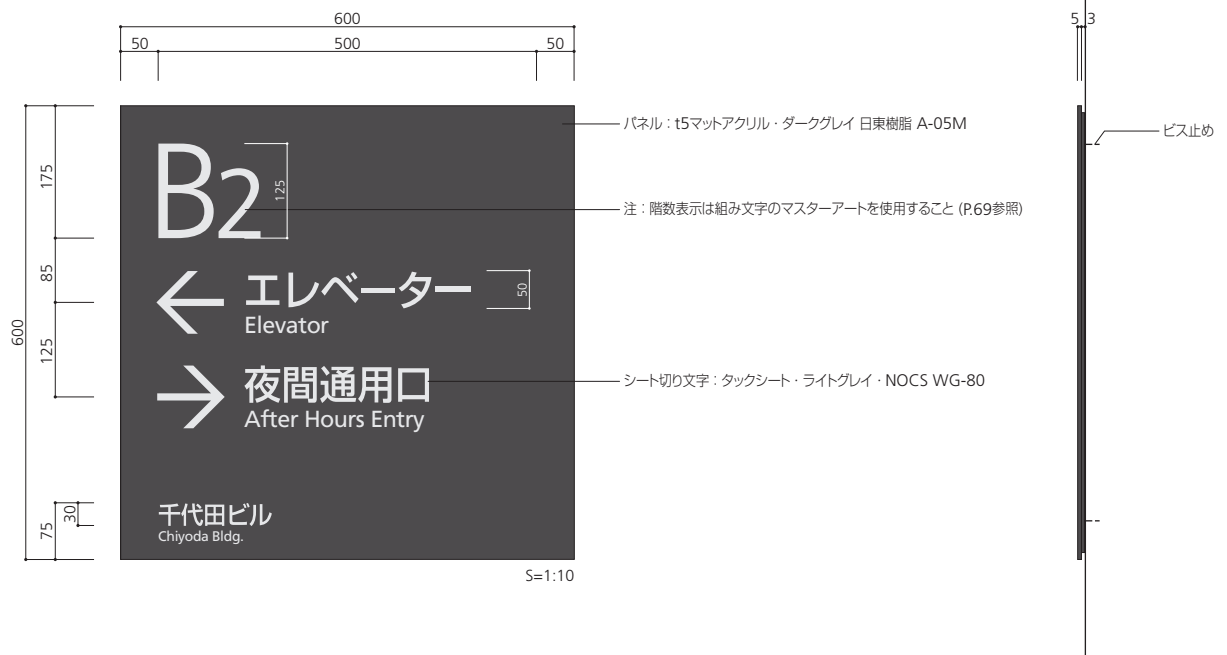 600
50 500 50
5 3
パネル：t5マットアクリル・ダークグレイ 日東樹脂 A-05M
ビス止め
B2
125
175
注：階数表示は組み文字のマスターアートを使用すること (P.69参照)
エレベーター
Elevator
50
85
600
125
夜間通用口
After Hours Entry
シート切り文字：タックシート・ライトグレイ・NOCS WG-80
千代田ビル
Chiyoda Bldg.
30
75
S=1:10